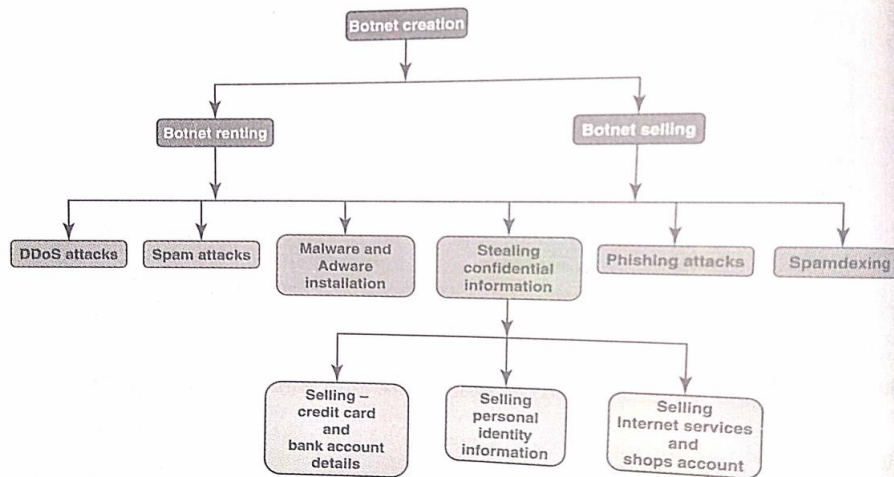 Botnet creation
Botnet renting
Botnet selling
DDoS attacks
Spam attacks
Malware and
Adware
installation
Stealing
confidential
information
Phishing attacks
Spamdexing
Selling –
credit card
and
bank account
details
Selling
personal
identity
information
Selling
Internet services
and
shops account